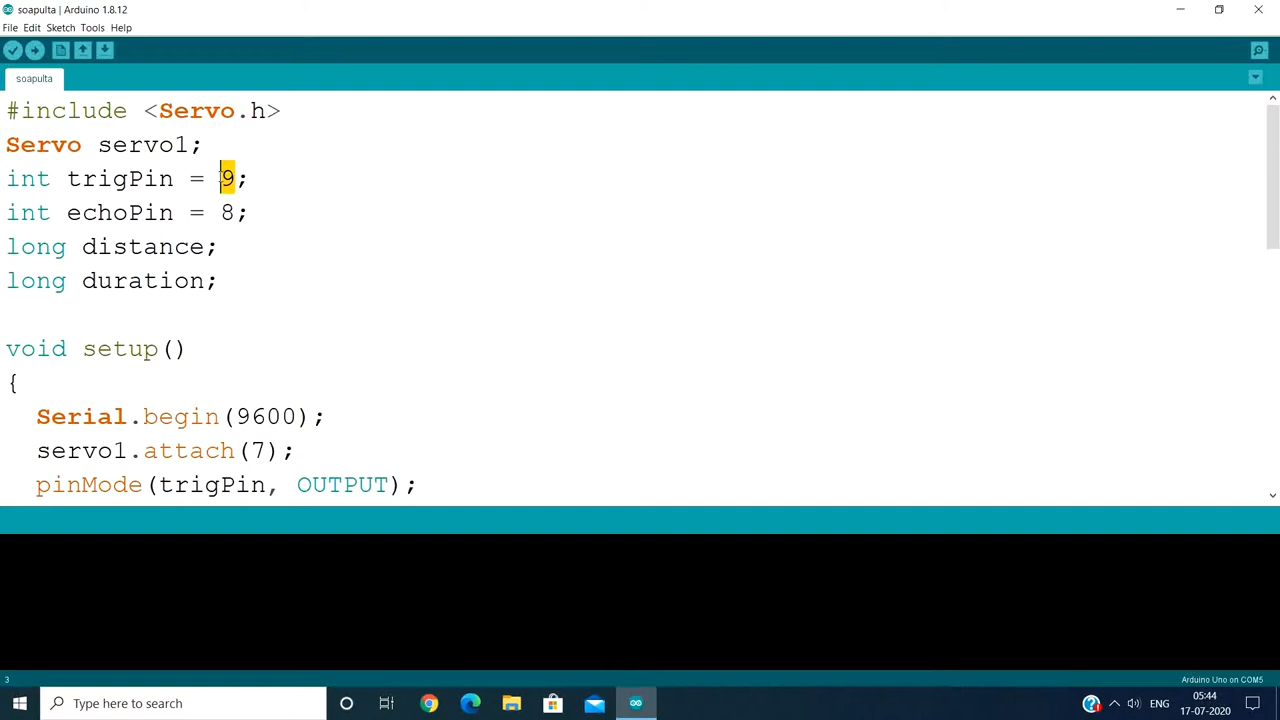 soapulta | Arduino 1.8.12
File Edit Sketch Tools Help
soapulta
#include <Servo.h>
Servo servo1;
int trigPin = 9;
int echoPin = 8;
long distance;
long duration;
void setup()
{
Serial.begin(9600);
servo1.attach(7);
pinMode(trigPin, OUTPUT);
3
Arduino Uno on COM5
Type here to search
ENG
05:44
17-07-2020